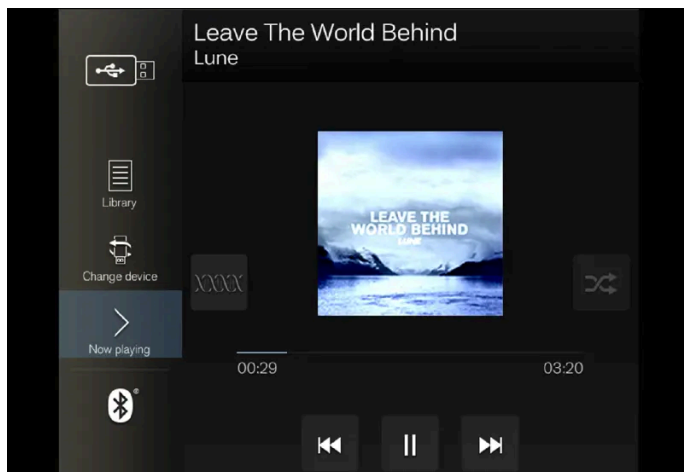 Leave The World Behind
Lune
Library
Change device
Now playing
LEAVE THE
WORLD BEHIND
LUNE
00:29
03:20